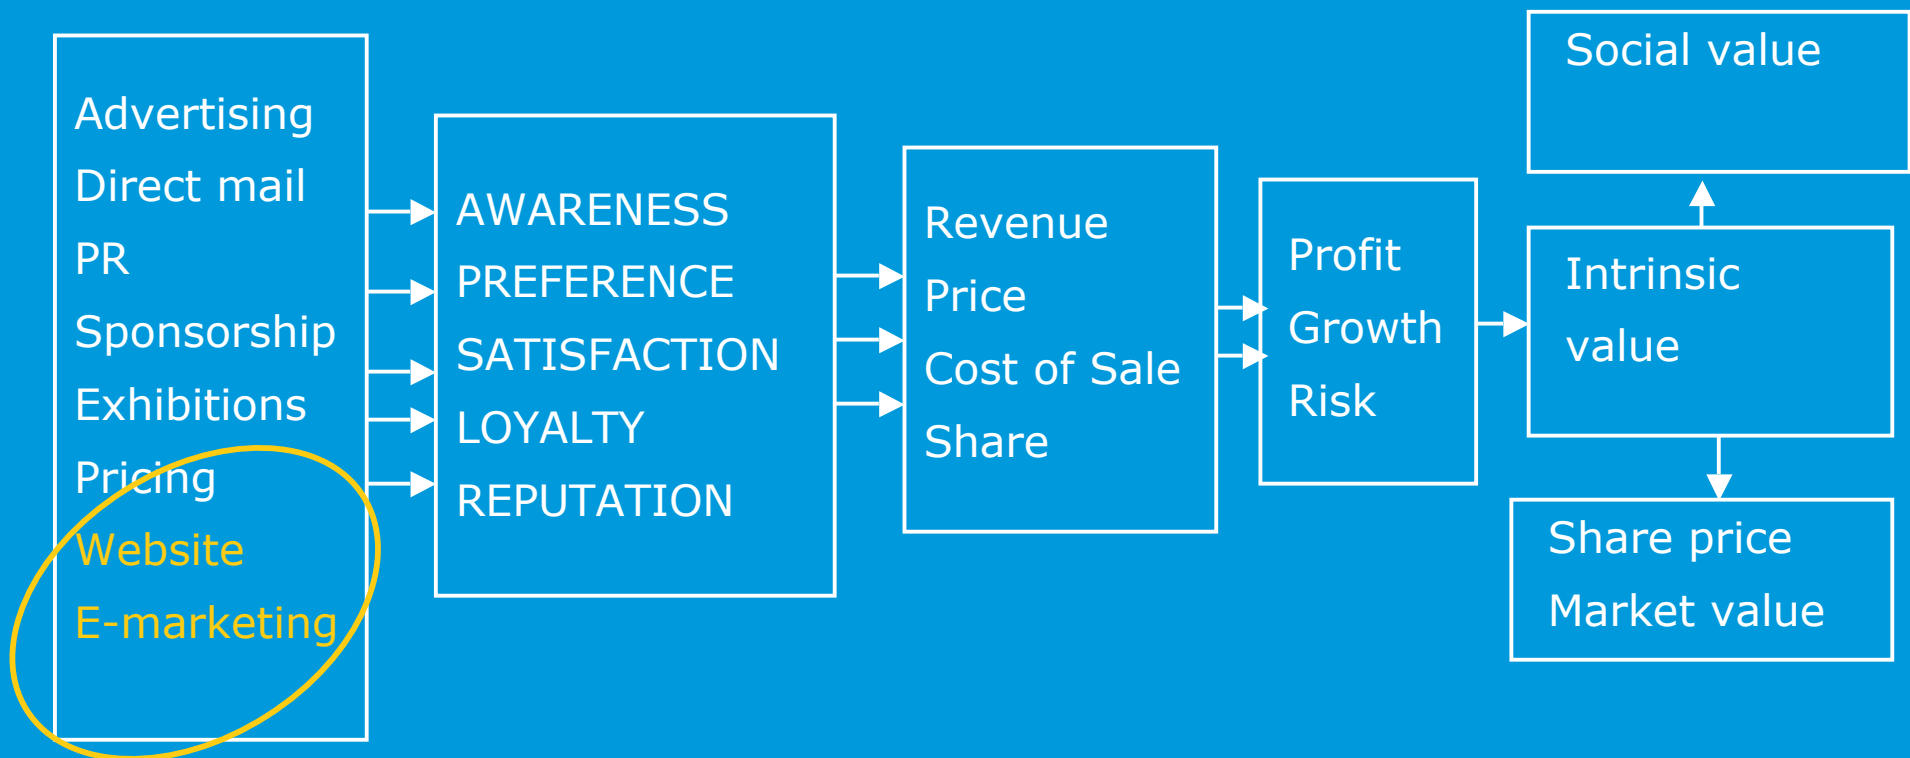 Advertising
Direct mail
PR
Sponsorship
Exhibitions
Pricing
Website
E-marketing
AWARENESS
PREFERENCE
SATISFACTION
LOYALTY
REPUTATION
Revenue
Price
Cost of Sale
Share
Profit
Growth
Risk
Social value
Intrinsic
value
Share price
Market value